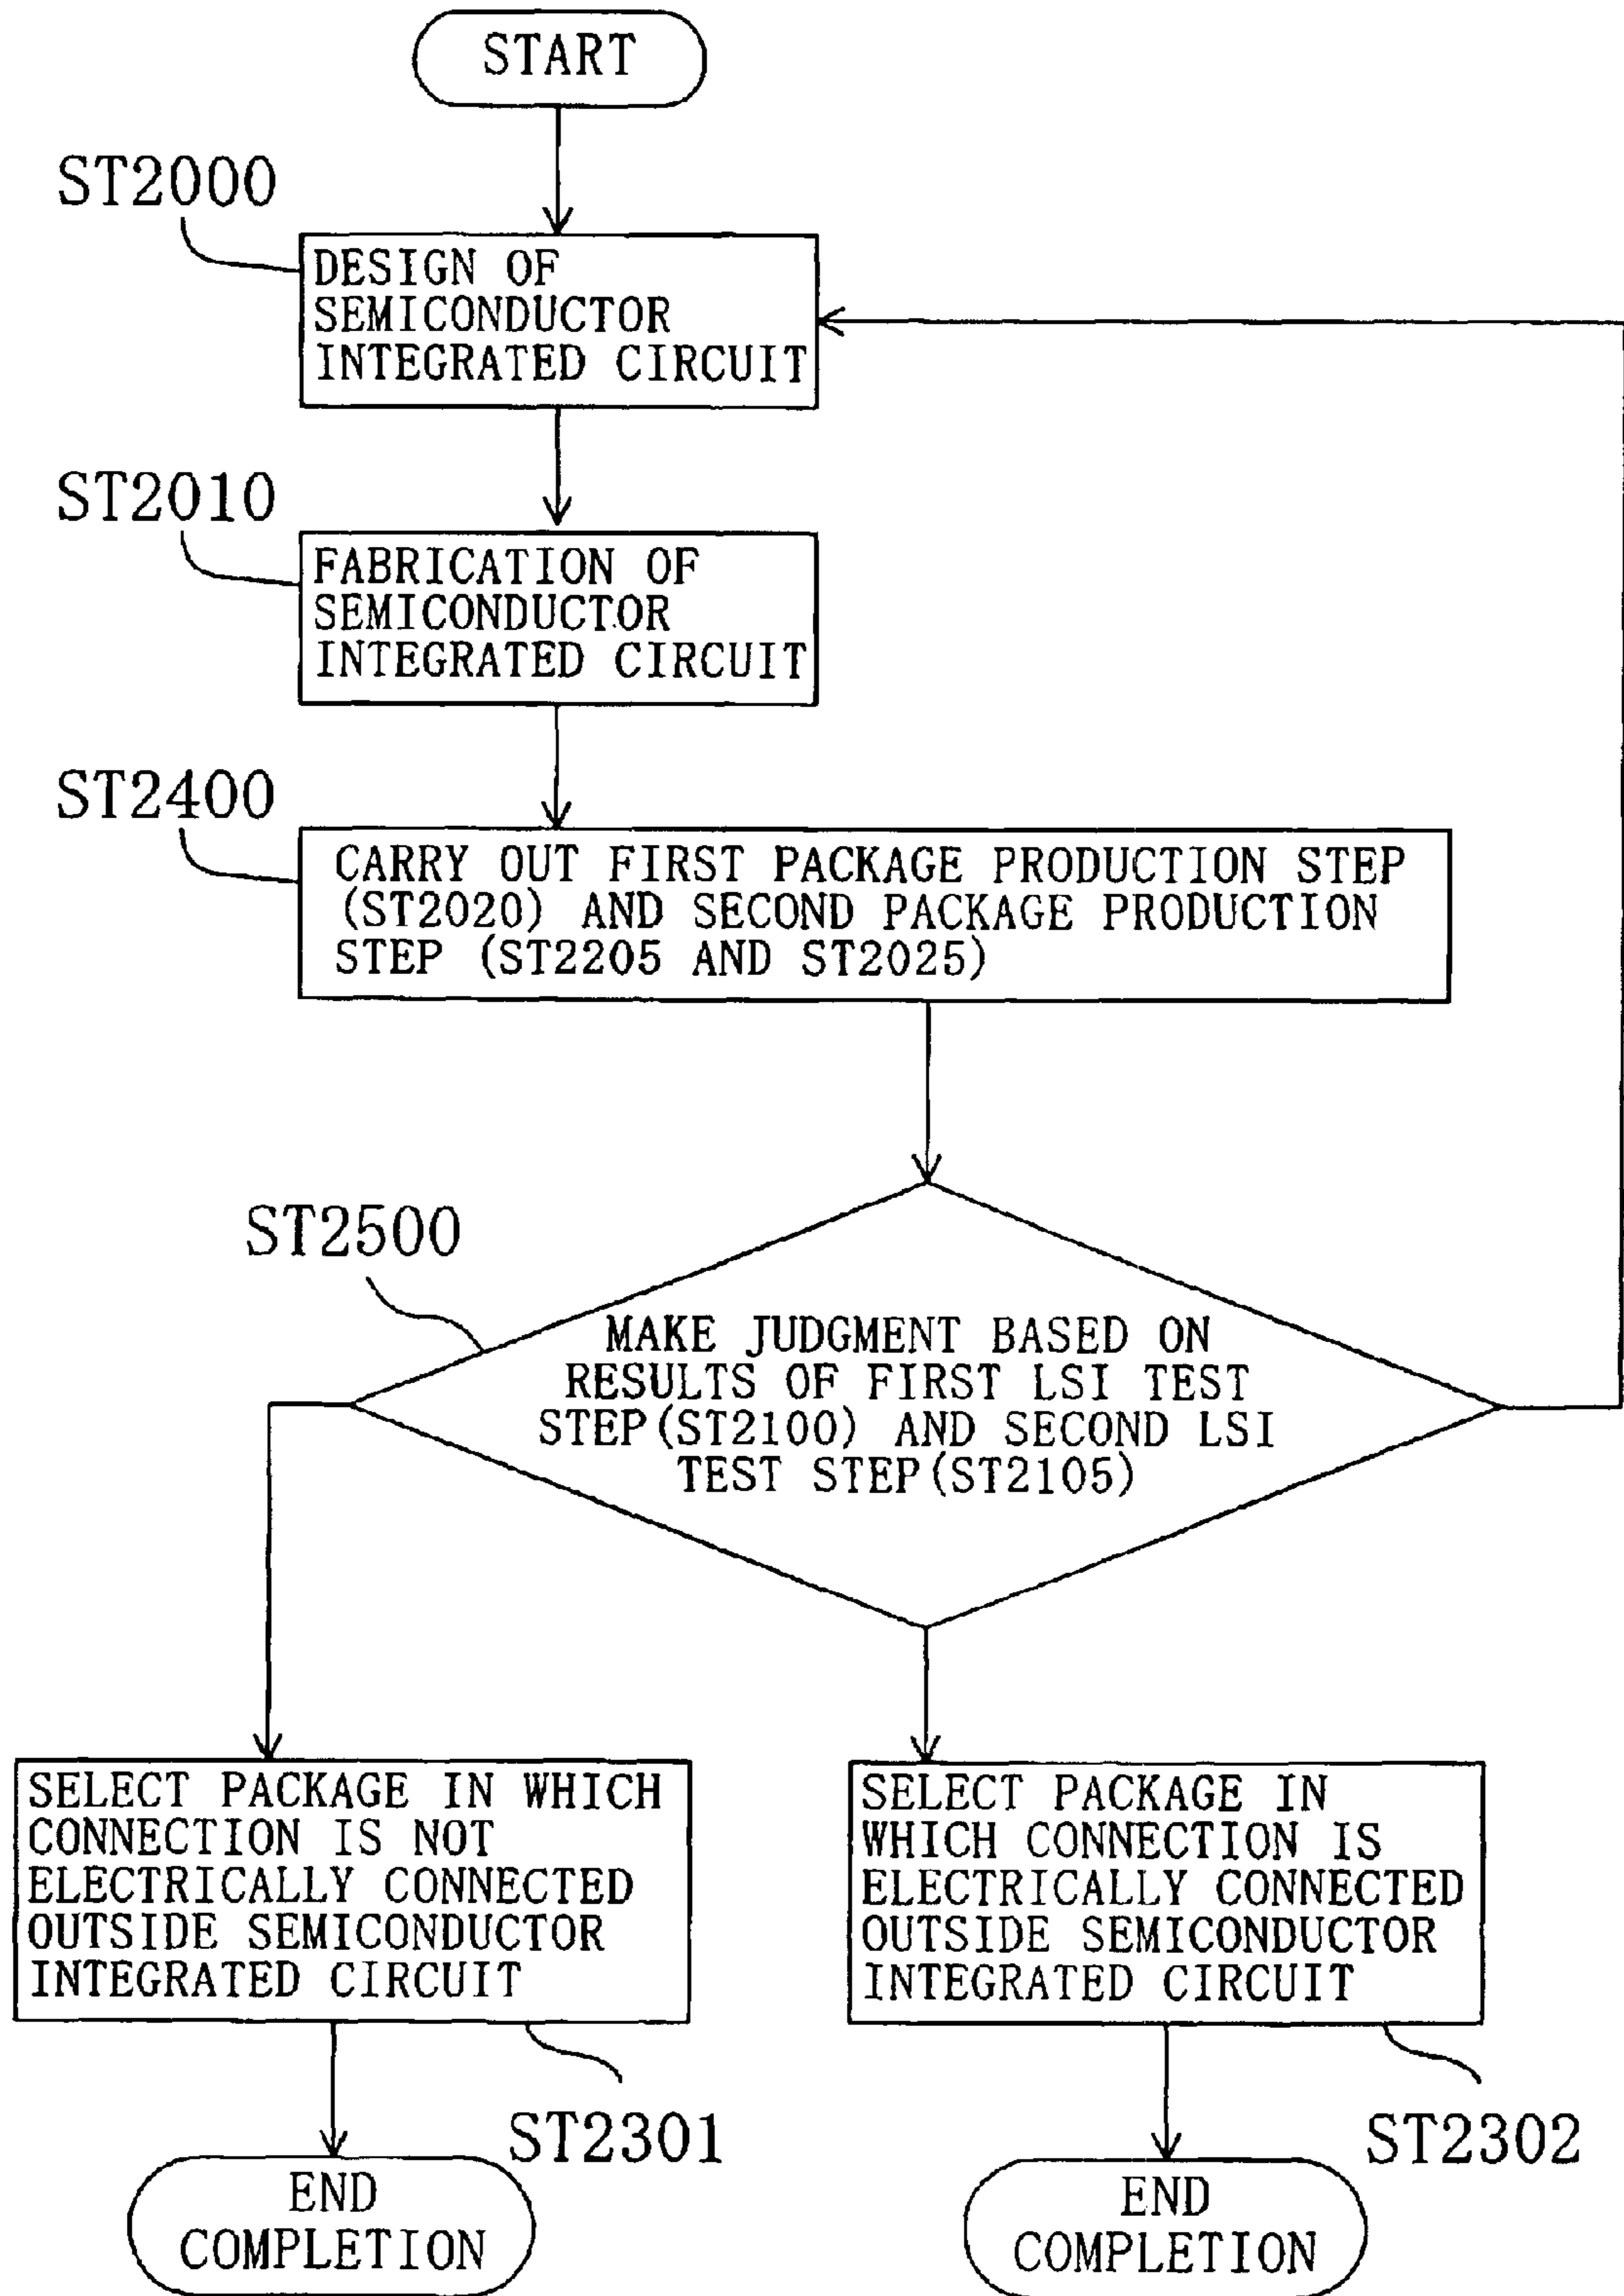 START
ST2000
DESIGN OF
SEMICONDUCTOR
INTEGRATED CIRCUIT
ST2010
FABRICATION OF
SEMICONDUCTOR
INTEGRATED CIRCUIT
ST2400
CARRY OUT FIRST PACKAGE PRODUCTION STEP
(ST2020) AND SECOND PACKAGE PRODUCTION
STEP (ST2205 AND ST2025)
ST2500
MAKE JUDGMENT BASED ON
RESULTS OF FIRST LSI TEST
STEP(ST2100) AND SECOND LSI
TEST STEP(ST2105)
SELECT PACKAGE IN WHICH
CONNECTION IS NOT
ELECTRICALLY CONNECTED
OUTSIDE SEMICONDUCTOR
INTEGRATED CIRCUIT
ST2301
END
COMPLETION
SELECT PACKAGE IN
WHICH CONNECTION IS
ELECTRICALLY CONNECTED
OUTSIDE SEMICONDUCTOR
INTEGRATED CIRCUIT
ST2302
END
COMPLETION